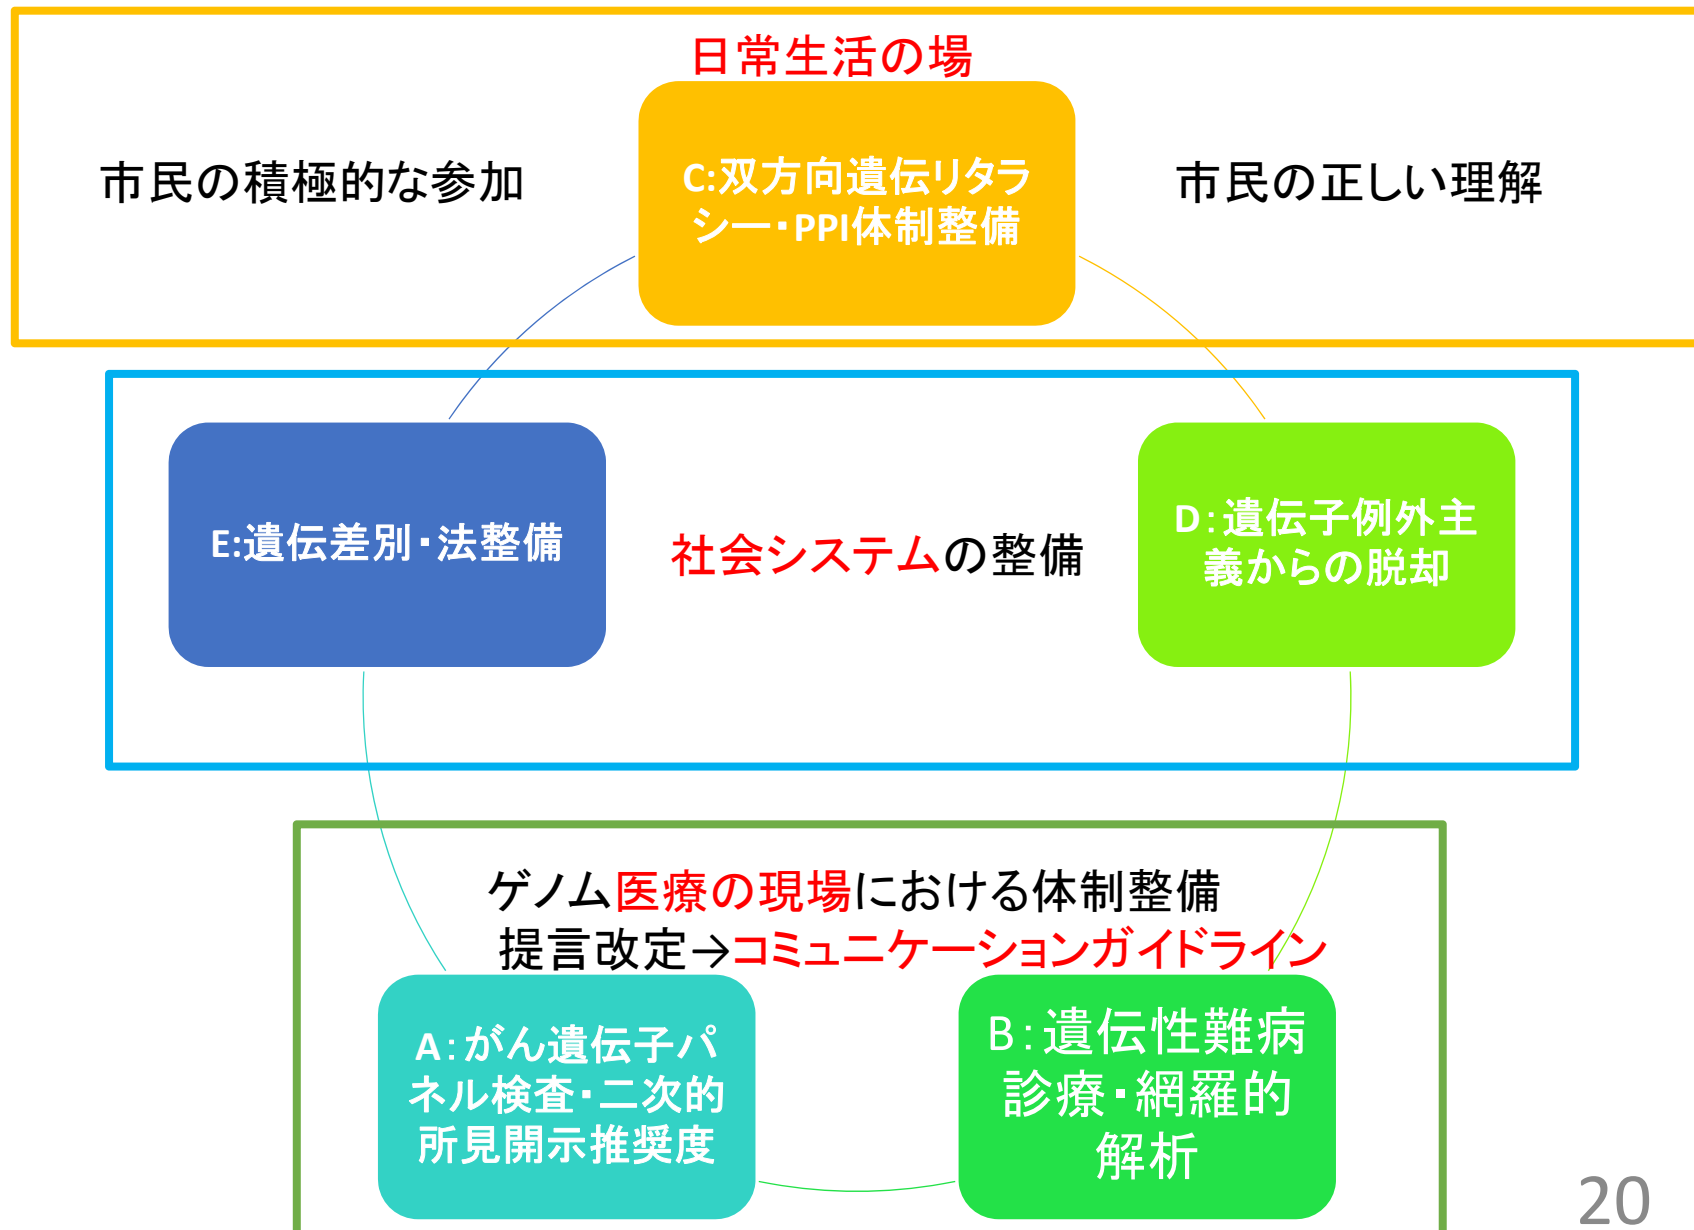 日常生活の場
市民の積極的な参加
C:双方向遺伝リタラ
シー・PPI体制整備
市民の正しい理解
E:遺伝差別・法整備
社会システムの整備
D：遺伝子例外主
義からの脱却
ゲノム医療の現場における体制整備
提言改定→コミュニケーションガイドライン
A：がん遺伝子パ
ネル検査・二次的
所見開示推奨度
B：遺伝性難病
診療・網羅的
解析
20